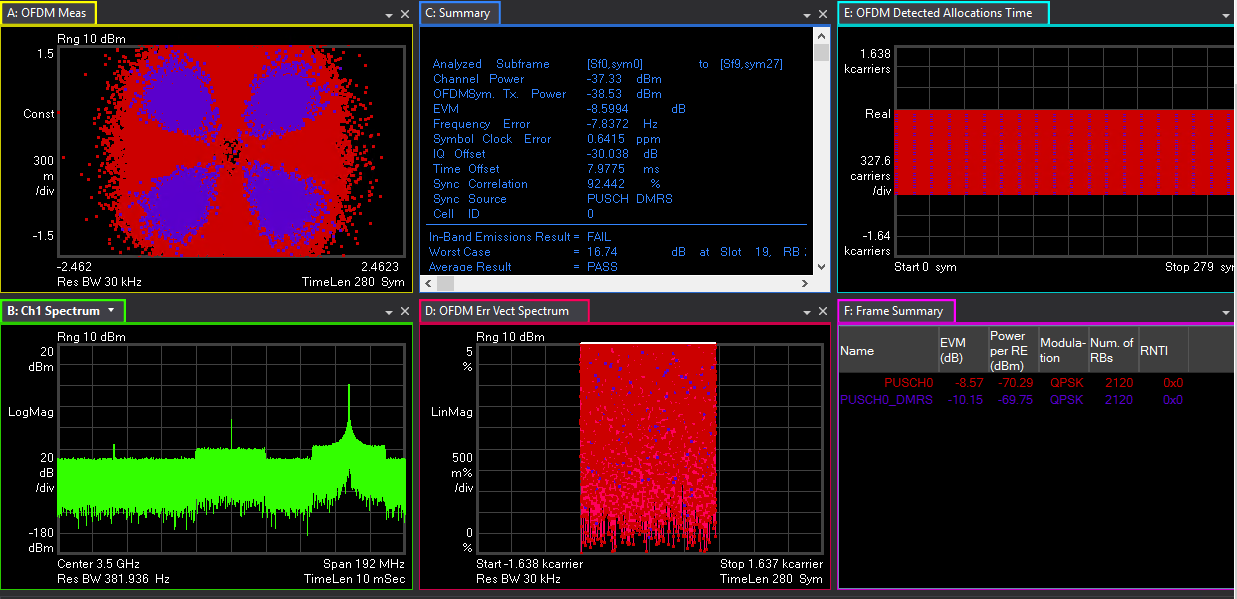 A: OFDM Meas
Rng 10 dBm
1.5
Const
300
m
/div
-1.5
-2.462
2.4623
Res BW 30 kHz
TimeLen 280 Sym
C: Summary
Analyzed Subframe [Sf0,sym0] to [Sf9,sym27]
Channel Power -37.33 dBm
OFDMSym. Tx. Power -38.53 dBm
EVM -8.5994 dB
Frequency Error -7.8372 Hz
Symbol Clock Error 0.6415 ppm
IQ Offset -30.038 dB
Time Offset 7.9775 ms
Sync Correlation 92.442 %
Sync Source PUSCH DMRS
Cell ID 0
In-Band Emissions Result = FAIL
Worst Case = 16.74 dB at Slot 19, RB
Average Result = PASS
E: OFDM Detected Allocations Time
1.638
kcarriers
Real
327.6
carriers
/div
-1.64
kcarriers
Start 0 sym
Stop 279 syn
B: Ch1 Spectrum
Rng 10 dBm
20
dBm
LogMag
20
dB
/div
-180
dBm
Center 3.5 GHz
Span 192 MHz
Res BW 381.936 Hz
TimeLen 10 mSec
D: OFDM Err Vect Spectrum
Rng 10 dBm
5
%
LinMag
500
m%
/div
0
%
Start -1.638 kcarrier
Stop 1.637 kcarrier
Res BW 30 kHz
TimeLen 280 Sym
F: Frame Summary
Name EVM (dB) Power per RE (dBm) Modula-tion Num. of RBs RNTI
PUSCH0 -8.57 -70.29 QPSK 2120 0x0
PUSCH0_DMRS -10.15 -69.75 QPSK 2120 0x0